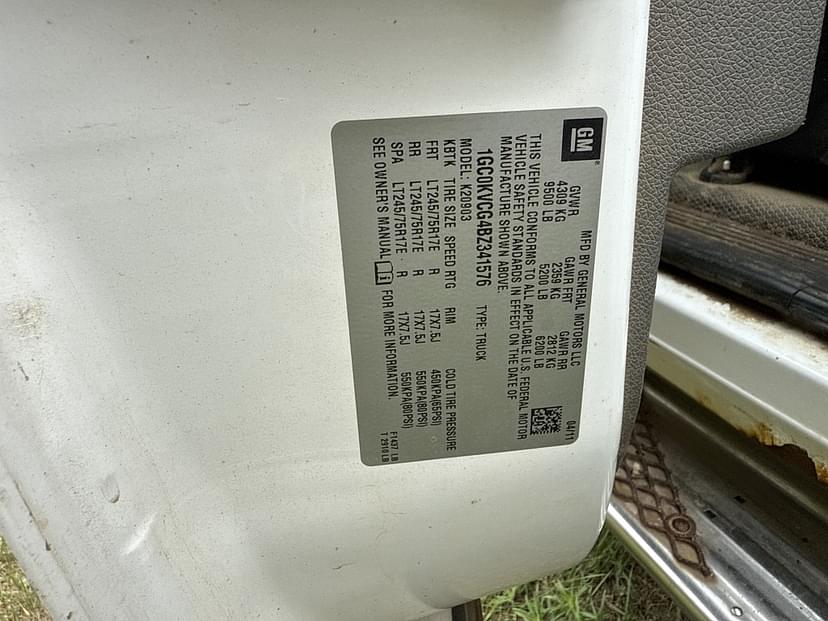 GM ® MFD BY GENERAL MOTORS LLC 04/11
GVWR GAWR FRT GAWR RR
4309 KG 2359 KG 2812 KG
9500 LB 5200 LB 6200 LB
THIS VEHICLE CONFORMS TO ALL APPLICABLE U.S. FEDERAL MOTOR
VEHICLE SAFETY STANDARDS IN EFFECT ON THE DATE OF
MANUFACTURE SHOWN ABOVE.
1GC0KVCG4BZ341576 TYPE: TRUCK
MODEL: K20903
KBTK TIRE SIZE SPEED RTG RIM COLD TIRE PRESSURE
FRT LT245/75R17E R 17X7.5J 450KPA(65PSI)
RR LT245/75R17E R 17X7.5J 550KPA(80PSI)
SPA LT245/75R17E R 17X7.5J 550KPA(80PSI)
SEE OWNER'S MANUAL i FOR MORE INFORMATION.
F1437 LB
T 2910 LB